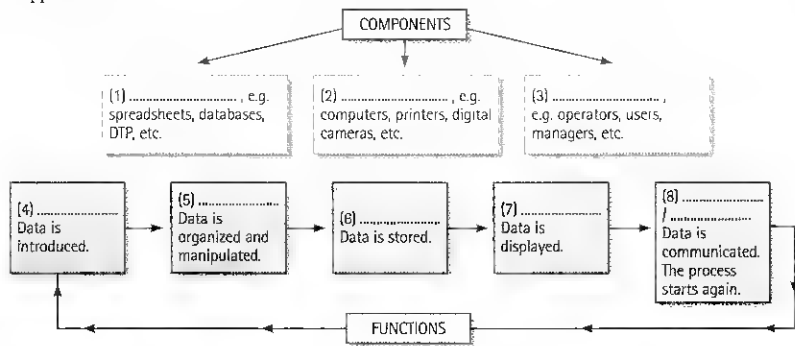 COMPONENTS
(1) .............................. , e.g.
spreadsheets, databases,
DTP, etc.
(2) .............................. , e.g.
computers, printers, digital
cameras, etc.
(3) .............................. ,
e.g. operators, users,
managers, etc.
(4) ..............................
Data is
introduced.
(5) ..............................
Data is
organized and
manipulated.
(6) ..............................
Data is stored.
(7) ..............................
Data is
displayed.
(8) ..............................
/ ..............................
Data is
communicated.
The process
starts again.
FUNCTIONS